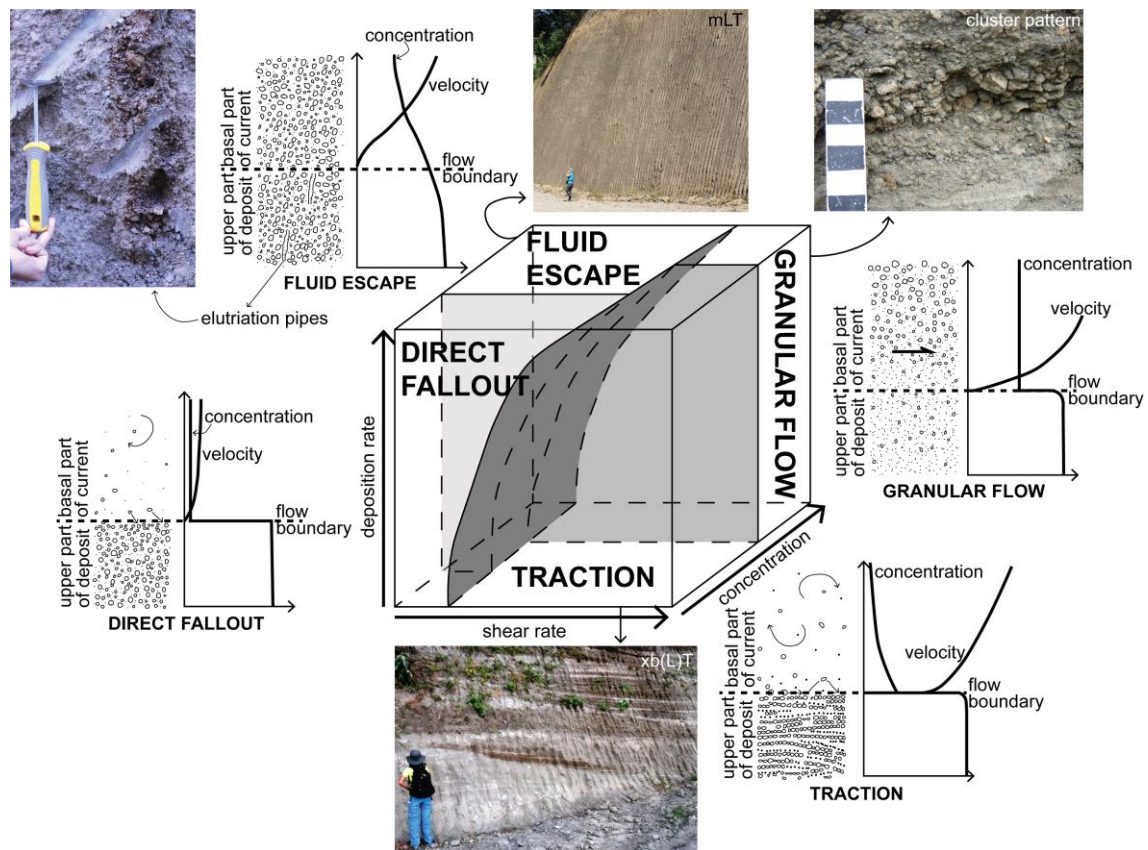 concentration
velocity
flow
boundary
upper part
of deposit
basal part
of current
FLUID ESCAPE
elutriation pipes
mLT
cluster pattern
FLUID
ESCAPE
DIRECT
FALLOUT
GRANULAR FLOW
TRACTION
deposition rate
shear rate
concentration
concentration
velocity
flow
boundary
upper part
of deposit
basal part
of current
GRANULAR FLOW
concentration
velocity
flow
boundary
upper part
of deposit
basal part
of current
DIRECT FALLOUT
xb(L)T
concentration
velocity
flow
boundary
upper part
of deposit
basal part
of current
TRACTION